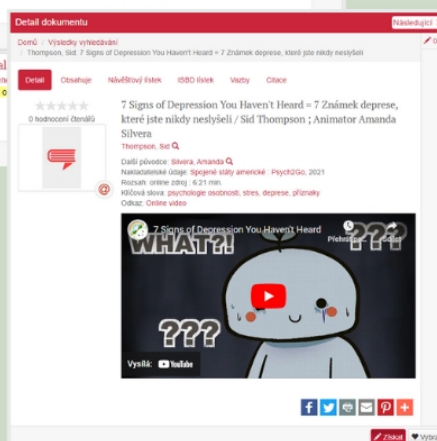 Detail dokumentu
Následující
Domů / Výsledky vyhledávání
/ Thompson, Sid. 7 Signs of Depression You Haven't Heard = 7 Známek deprese, které jste nikdy neslyšeli
Detail Obsahuje Návěštový lístek ISBD lístek Vazby Citace
0 hodnocení čtenářů
7 Signs of Depression You Haven't Heard = 7 Známek deprese,
které jste nikdy neslyšeli / Sid Thompson ; Animator Amanda
Silvera
Thompson, Sid
Další původce: Silvera, Amanda
Nakladatelské údaje: Spojené státy americké : Psych2Go, 2021
Rozsah: online zdroj : 6:21 min.
Klíčová slova: psychologie osobnosti, stres, deprese, příznaky
Odkaz: Online video
7 Signs of Depression You Haven't Heard
WHAT?!
???
???
Vysílá: YouTube
Získat